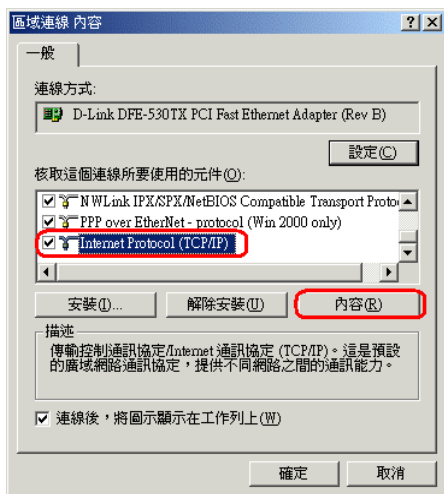 區域連線 內容
一般
連線方式:
D-Link DFE-530TX PCI Fast Ethernet Adapter (Rev B)
設定(C)
核取這個連線所要使用的元件(O):
NWLink IPX/SPX/NetBIOS Compatible Transport Proto
PPP over EtherNet - protocol (Win 2000 only)
Internet Protocol (TCP/IP)
安裝(I)...
解除安裝(U)
內容(R)
描述
傳輸控制通訊協定/Internet 通訊協定 (TCP/IP)。這是預設
的廣域網路通訊協定，提供不同網路之間的通訊能力。
連線後，將圖示顯示在工作列上(W)
確定
取消